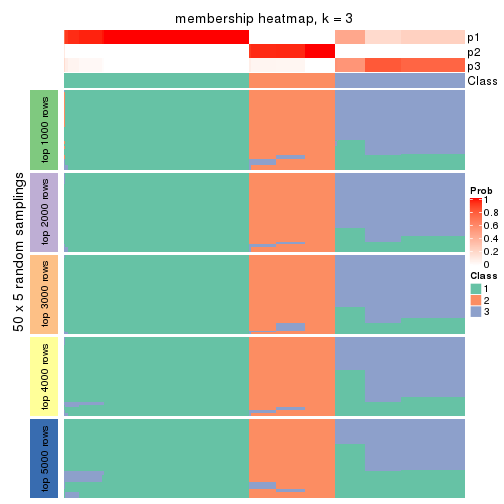 membership heatmap, k = 3
p1
p2
p3
Class
50 x 5 random samplings
top 1000 rows
top 2000 rows
top 3000 rows
top 4000 rows
top 5000 rows
Prob
1
0.8
0.6
0.4
0.2
0
Class
1
2
3